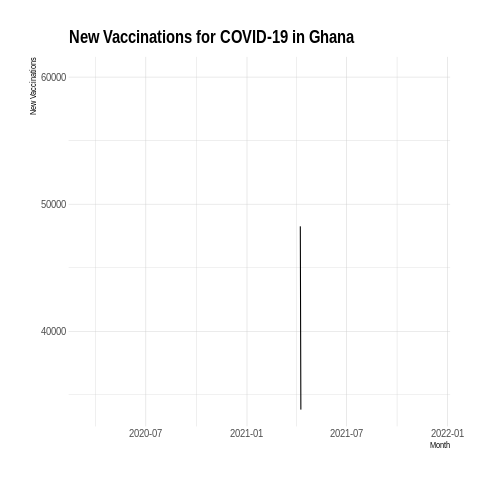 New Vaccinations for COVID-19 in Ghana
New Vaccinations
60000
50000
40000
2020-07
2021-01
2021-07
2022-01
Month